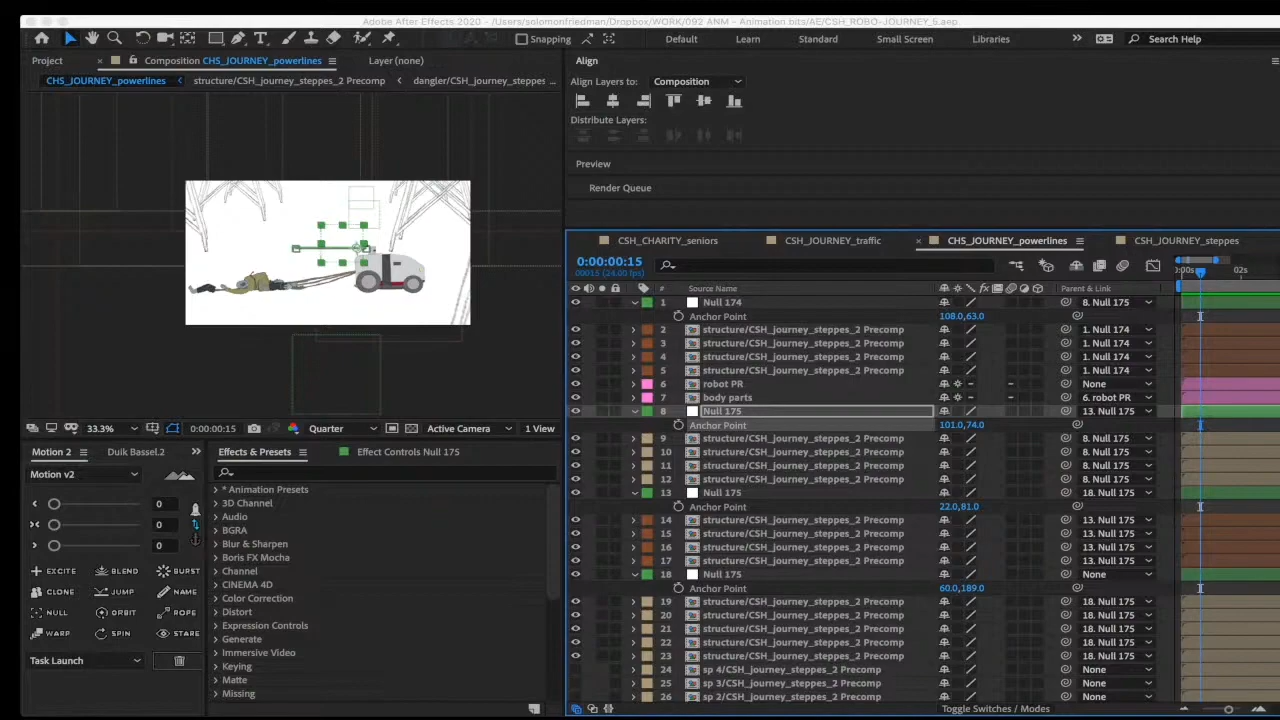 Adobe After Effects 2020 - /Users/solomonfriedman/Dropbox/WORK/092 ANM - Animation bits/AE/CSH_ROBO-JOURNEY_5.aep
Snapping Default Learn Standard Small Screen Libraries Search Help
Project Composition CHS_JOURNEY_powerlines Layer (none)
CHS_JOURNEY_powerlines structure/CSH_journey_steppes_2 Precomp dangler/CSH_journey_steppes ...
Align
Align Layers to: Composition
Distribute Layers:
Preview
Render Queue
CSH_CHARITY_seniors CSH_JOURNEY_traffic CHS_JOURNEY_powerlines CSH_JOURNEY_steppes
0:00:00:15
00015 (24.00 fps)
0:00s 02s
# Source Name Parent & Link
1 Null 174 8. Null 175
Anchor Point 108.0,63.0
2 structure/CSH_journey_steppes_2 Precomp 1. Null 174
3 structure/CSH_journey_steppes_2 Precomp 1. Null 174
4 structure/CSH_journey_steppes_2 Precomp 1. Null 174
5 structure/CSH_journey_steppes_2 Precomp 1. Null 174
6 robot PR None
7 body parts 6. robot PR
8 Null 175 13. Null 175
Anchor Point 101.0,74.0
9 structure/CSH_journey_steppes_2 Precomp 8. Null 175
10 structure/CSH_journey_steppes_2 Precomp 8. Null 175
11 structure/CSH_journey_steppes_2 Precomp 8. Null 175
12 structure/CSH_journey_steppes_2 Precomp 8. Null 175
13 Null 175 18. Null 175
Anchor Point 22.0,81.0
14 structure/CSH_journey_steppes_2 Precomp 13. Null 175
15 structure/CSH_journey_steppes_2 Precomp 13. Null 175
16 structure/CSH_journey_steppes_2 Precomp 13. Null 175
17 structure/CSH_journey_steppes_2 Precomp 13. Null 175
18 Null 175 None
Anchor Point 60.0,189.0
19 structure/CSH_journey_steppes_2 Precomp 18. Null 175
20 structure/CSH_journey_steppes_2 Precomp 18. Null 175
21 structure/CSH_journey_steppes_2 Precomp 18. Null 175
22 structure/CSH_journey_steppes_2 Precomp 18. Null 175
23 structure/CSH_journey_steppes_2 Precomp 18. Null 175
24 sp 4/CSH_journey_steppes_2 Precomp None
25 sp 3/CSH_journey_steppes_2 Precomp None
26 sp 2/CSH_journey_steppes_2 Precomp None
Toggle Switches / Modes
33.3% 0:00:00:15 Quarter Active Camera 1 View
Motion 2 Duik Bassel.2
Motion v2
0
0
0
EXCITE BLEND BURST
CLONE JUMP NAME
NULL ORBIT ROPE
WARP SPIN STARE
Task Launch
Effects & Presets Effect Controls Null 175
* Animation Presets
3D Channel
Audio
BGRA
Blur & Sharpen
Boris FX Mocha
Channel
CINEMA 4D
Color Correction
Distort
Expression Controls
Generate
Immersive Video
Keying
Matte
Missing